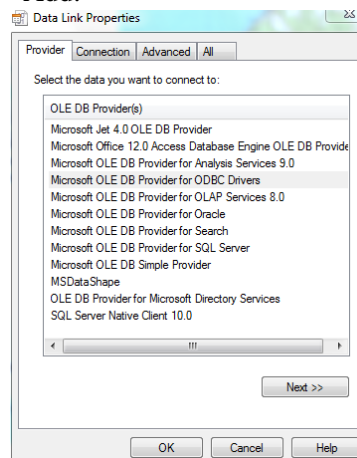 Data Link Properties
Provider Connection Advanced All
Select the data you want to connect to:
OLE DB Provider(s)
Microsoft Jet 4.0 OLE DB Provider
Microsoft Office 12.0 Access Database Engine OLE DB Provide
Microsoft OLE DB Provider for Analysis Services 9.0
Microsoft OLE DB Provider for ODBC Drivers
Microsoft OLE DB Provider for OLAP Services 8.0
Microsoft OLE DB Provider for Oracle
Microsoft OLE DB Provider for Search
Microsoft OLE DB Provider for SQL Server
Microsoft OLE DB Simple Provider
MSDataShape
OLE DB Provider for Microsoft Directory Services
SQL Server Native Client 10.0
Next >>
OK Cancel Help